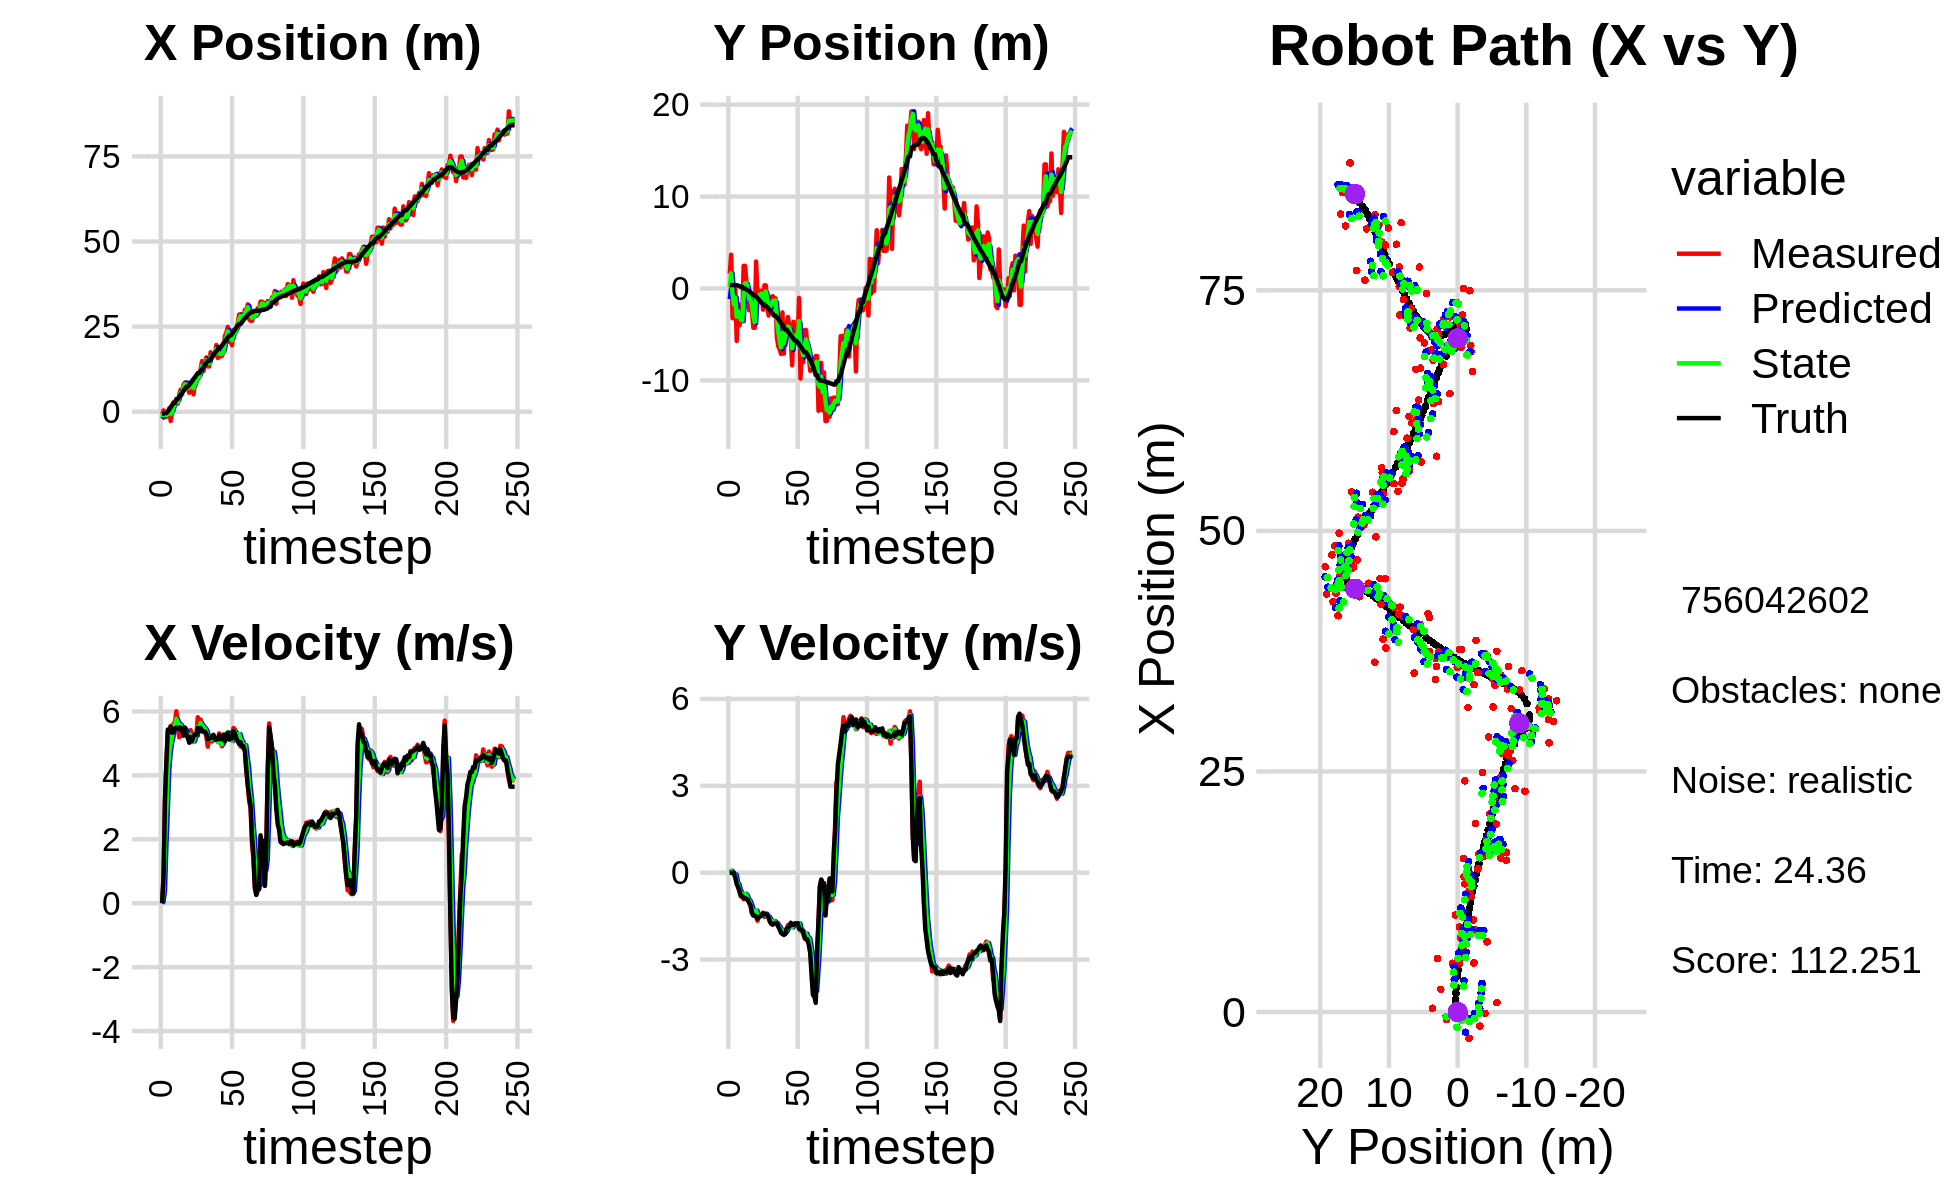 X Position (m)
75
50
25
0
0 50 100 150 200 250
timestep
Y Position (m)
20
10
0
-10
0 50 100 150 200 250
timestep
X Velocity (m/s)
6
4
2
0
-2
-4
0 50 100 150 200 250
timestep
Y Velocity (m/s)
6
3
0
-3
0 50 100 150 200 250
timestep
Robot Path (X vs Y)
X Position (m)
75
50
25
0
20 10 0 -10 -20
Y Position (m)
variable
Measured
Predicted
State
Truth
756042602
Obstacles: none
Noise: realistic
Time: 24.36
Score: 112.251